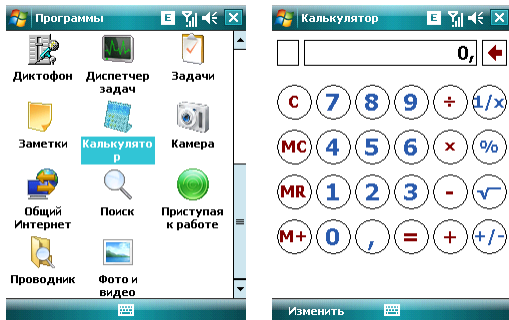 Программы
E
Диктофон
Диспетчер
задач
Задачи
Заметки
Калькулято
р
Камера
Общий
Интернет
Поиск
Приступая
к работе
Проводник
Фото и
видео
Калькулятор
E
0,
C 7 8 9 ÷ 1/x
MC 4 5 6 × %
MR 1 2 3 - √
M+ 0 , = + +/-
Изменить